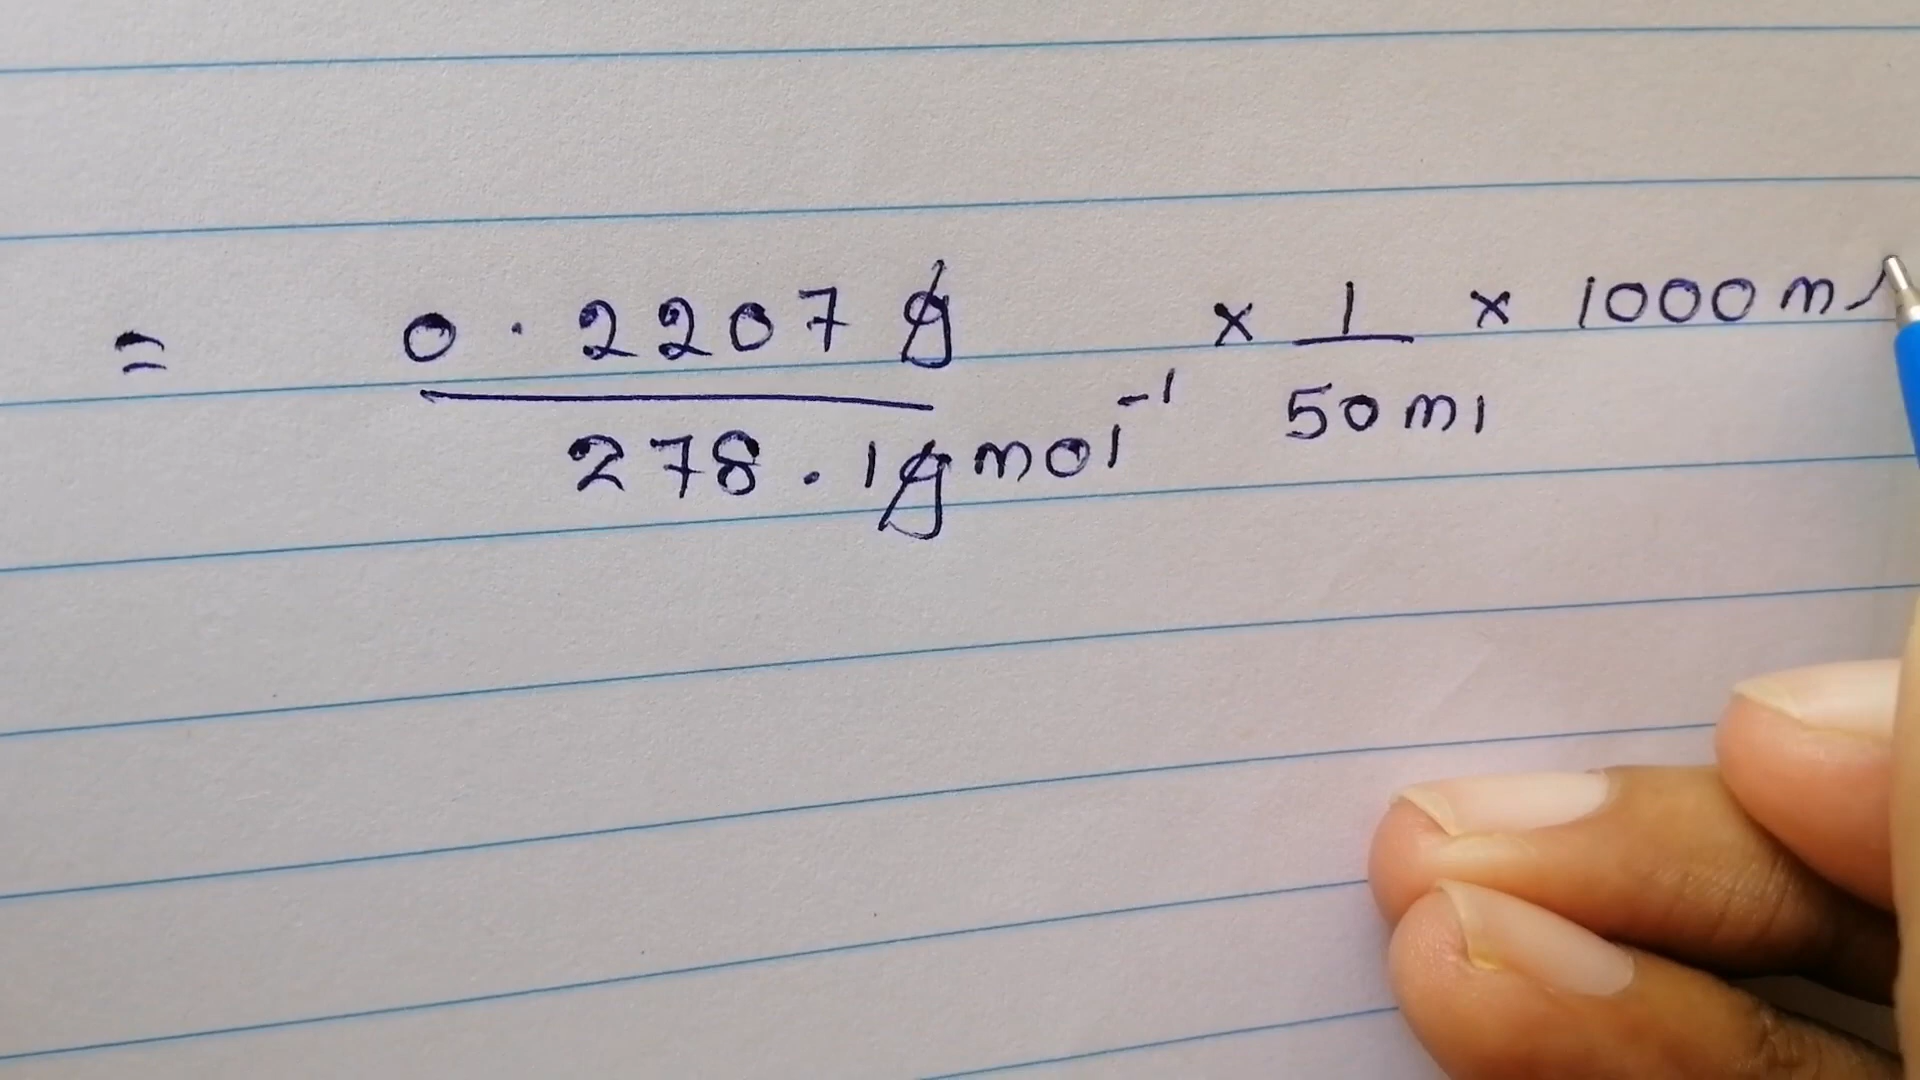 = 0.2207 g × 1 × 1000 ml
278.1 g mol⁻¹ 50 ml